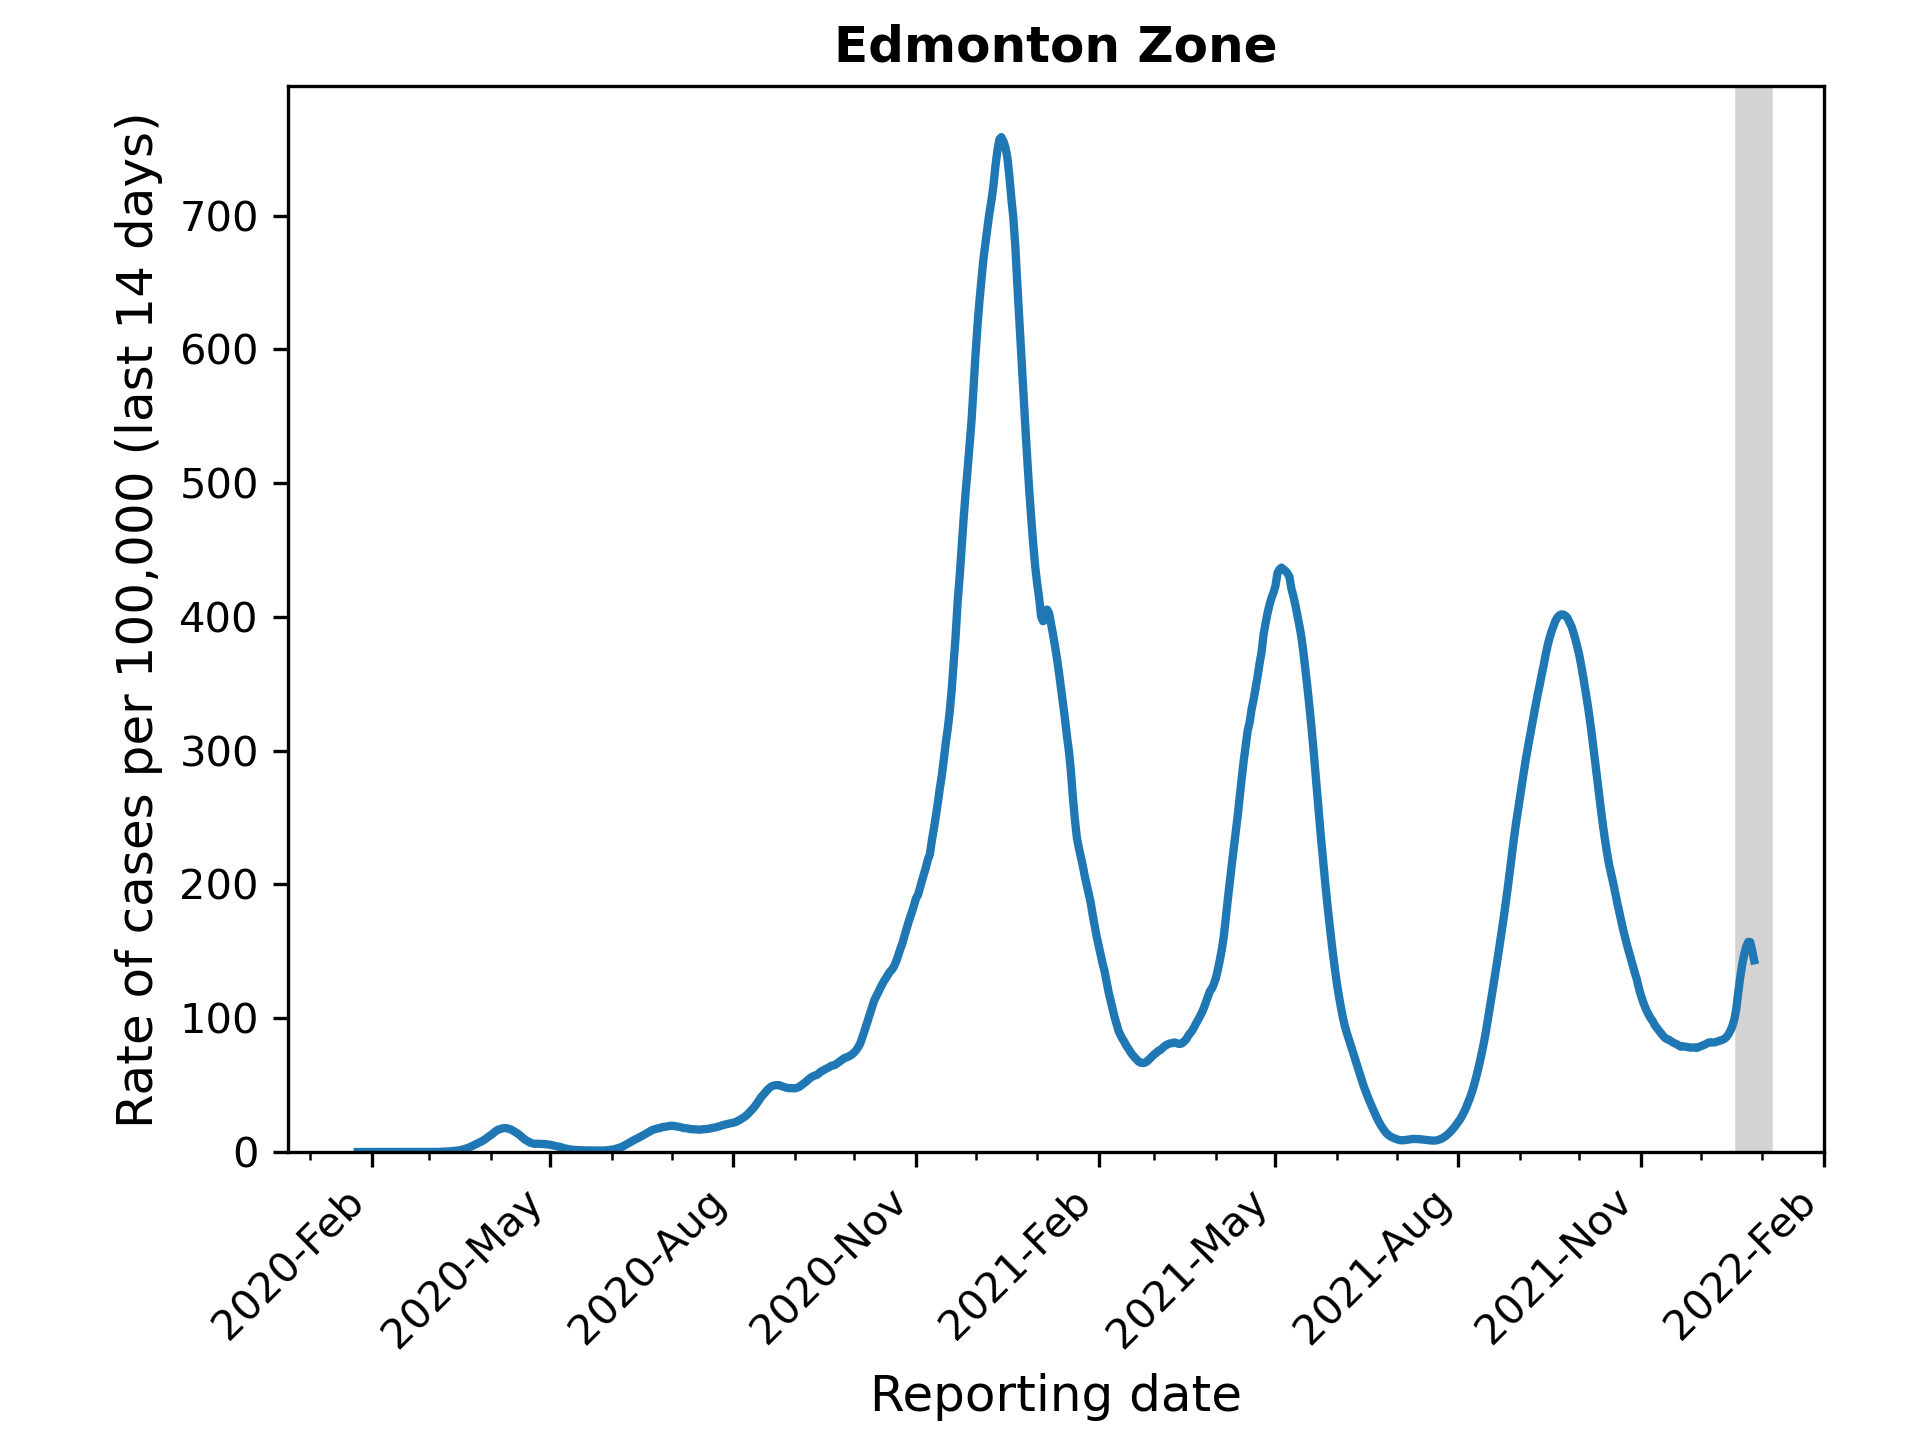 Edmonton Zone
Rate of cases per 100,000 (last 14 days)
700
600
500
400
300
200
100
0
2020-Feb
2020-May
2020-Aug
2020-Nov
2021-Feb
2021-May
2021-Aug
2021-Nov
2022-Feb
Reporting date